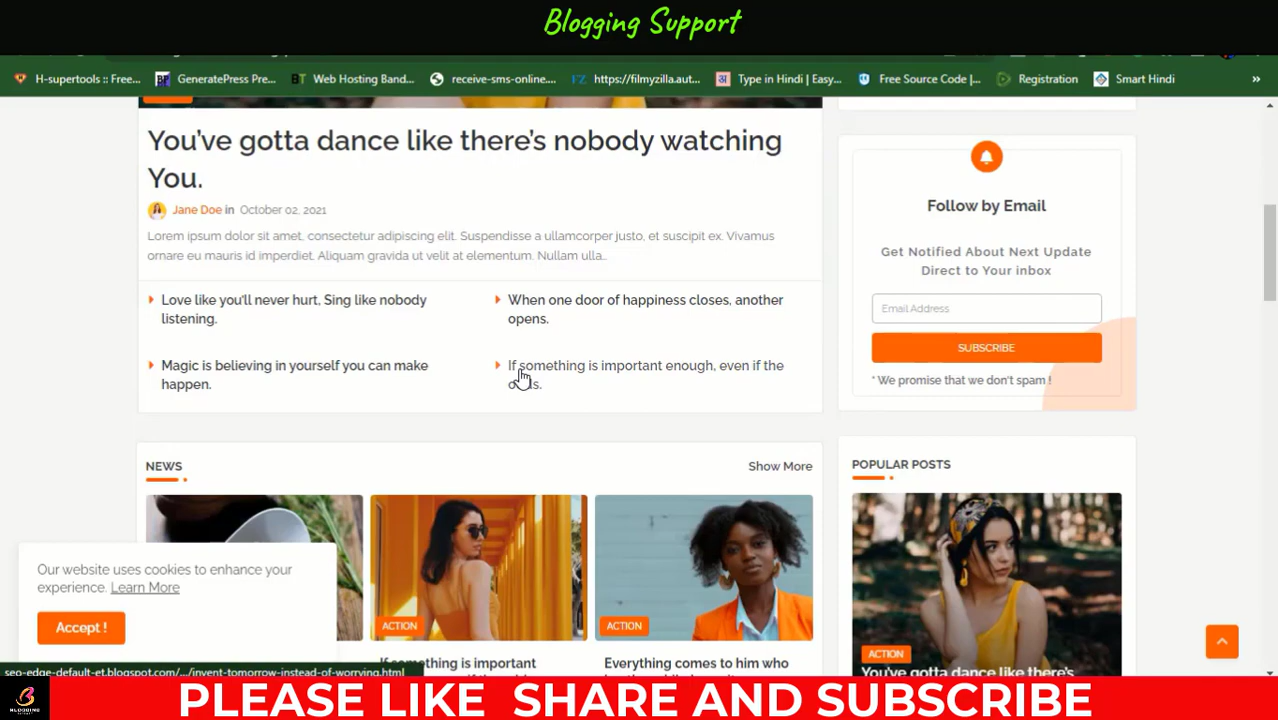 Blogging Support
H-supertools :: Free... GeneratePress Pre... Web Hosting Band... receive-sms-online.... https://filmyzilla.aut... Type in Hindi | Easy... Free Source Code |... Registration Smart Hindi »
You've gotta dance like there's nobody watching
You.
Jane Doe in October 02, 2021
Lorem ipsum dolor sit amet, consectetur adipiscing elit. Suspendisse a ullamcorper justo, et suscipit ex. Vivamus
ornare eu mauris id imperdiet. Aliquam gravida ut velit at elementum. Nullam ulla...
Love like you'll never hurt, Sing like nobody
listening.
When one door of happiness closes, another
opens.
Magic is believing in yourself you can make
happen.
If something is important enough, even if the
Follow by Email
Get Notified About Next Update
Direct to Your inbox
Email Address
SUBSCRIBE
* We promise that we don't spam !
NEWS
Show More
ACTION
ACTION
If something is important
Everything comes to him who
POPULAR POSTS
ACTION
You've gotta dance like there's
Our website uses cookies to enhance your
experience. Learn More
Accept !
seo-edge-default-et.blogspot.com/.../invent-tomorrow-instead-of-worrying.html
PLEASE LIKE SHARE AND SUBSCRIBE